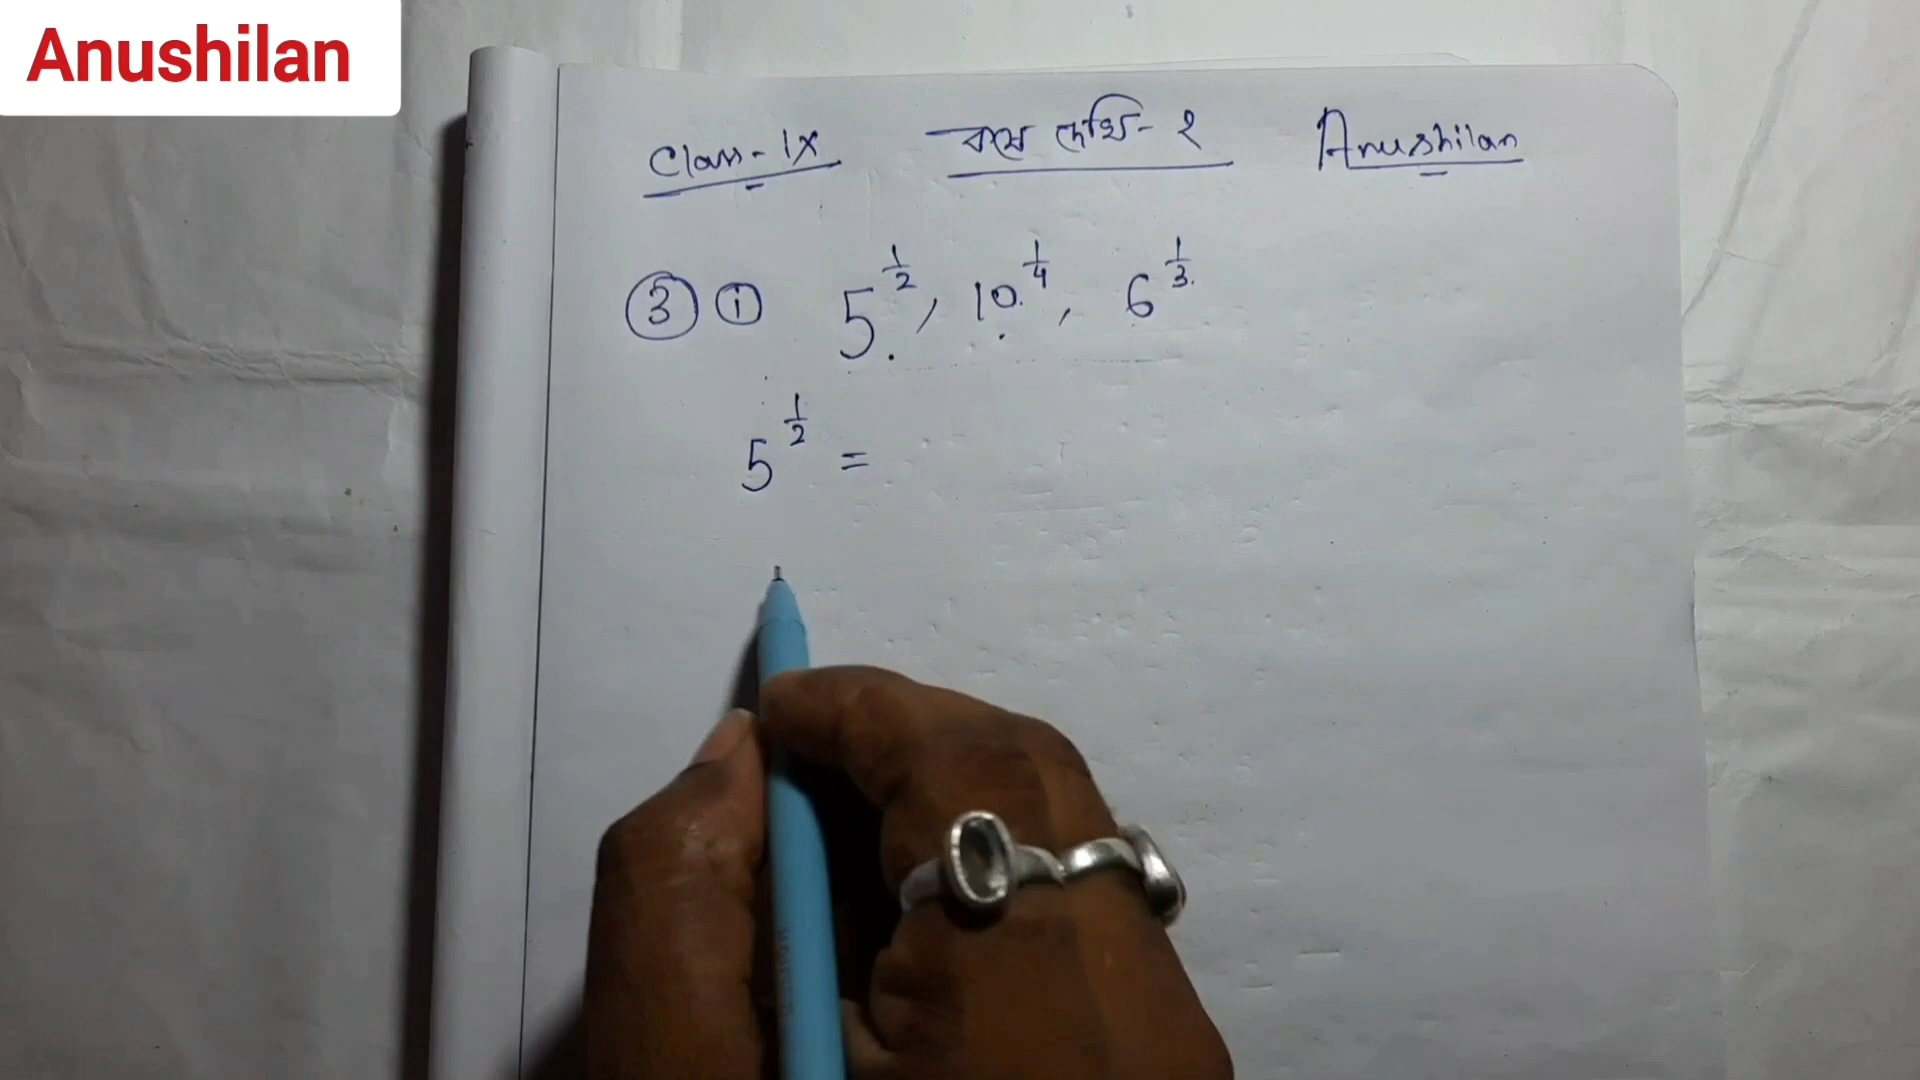 Anushilan
Class - IX কষে দেখি - ২ Anushilan
③ ⓘ 5^{1/2}, 10^{1/4}, 6^{1/3}
5^{1/2} =